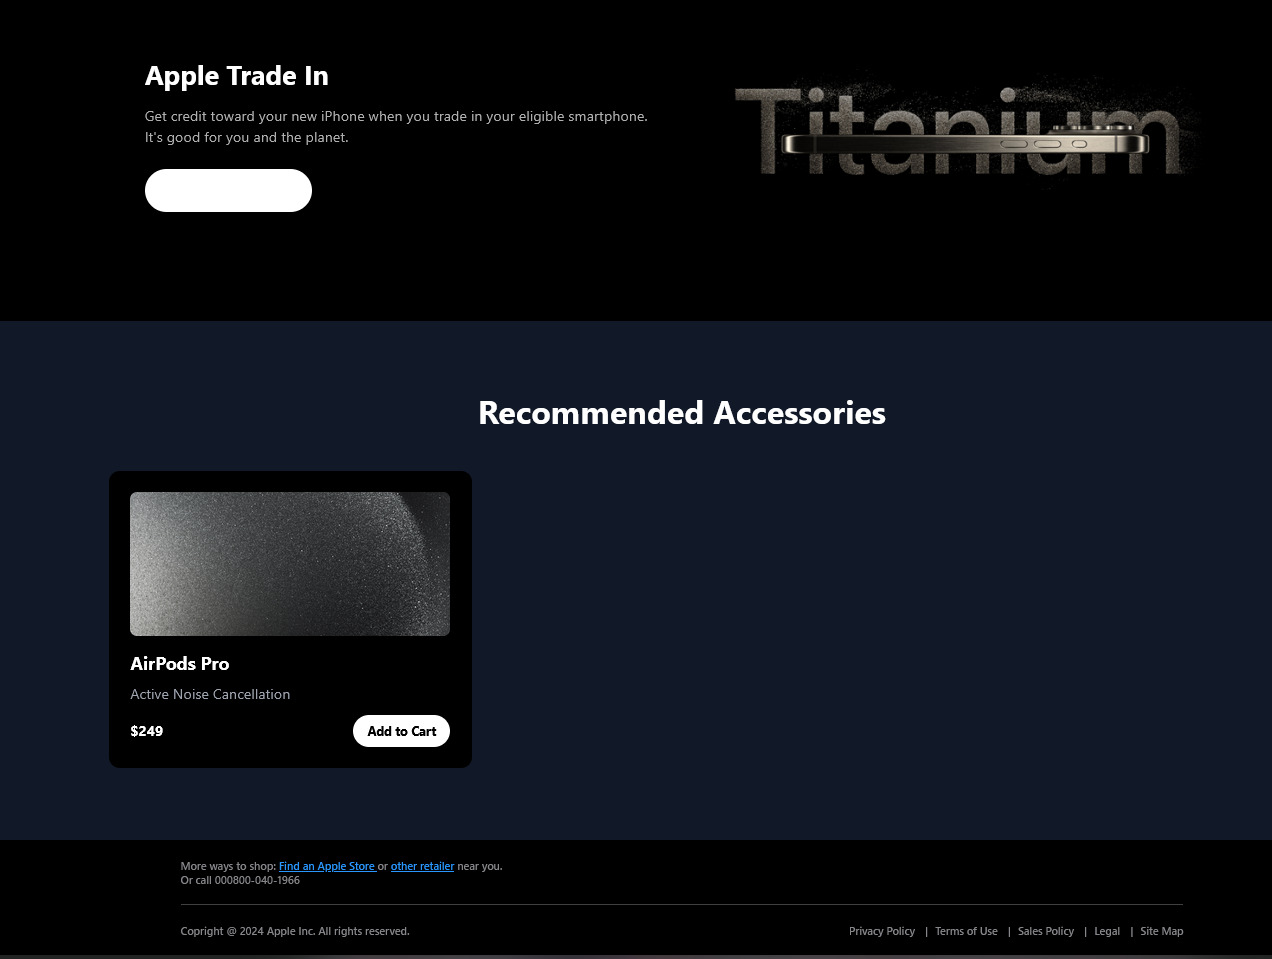 Apple Trade In
Get credit toward your new iPhone when you trade in your eligible smartphone.
It's good for you and the planet.
Titanium
Recommended Accessories
AirPods Pro
Active Noise Cancellation
$249
Add to Cart
More ways to shop: Find an Apple Store or other retailer near you.
Or call 000800-040-1966
Copright @ 2024 Apple Inc. All rights reserved.
Privacy Policy | Terms of Use | Sales Policy | Legal | Site Map